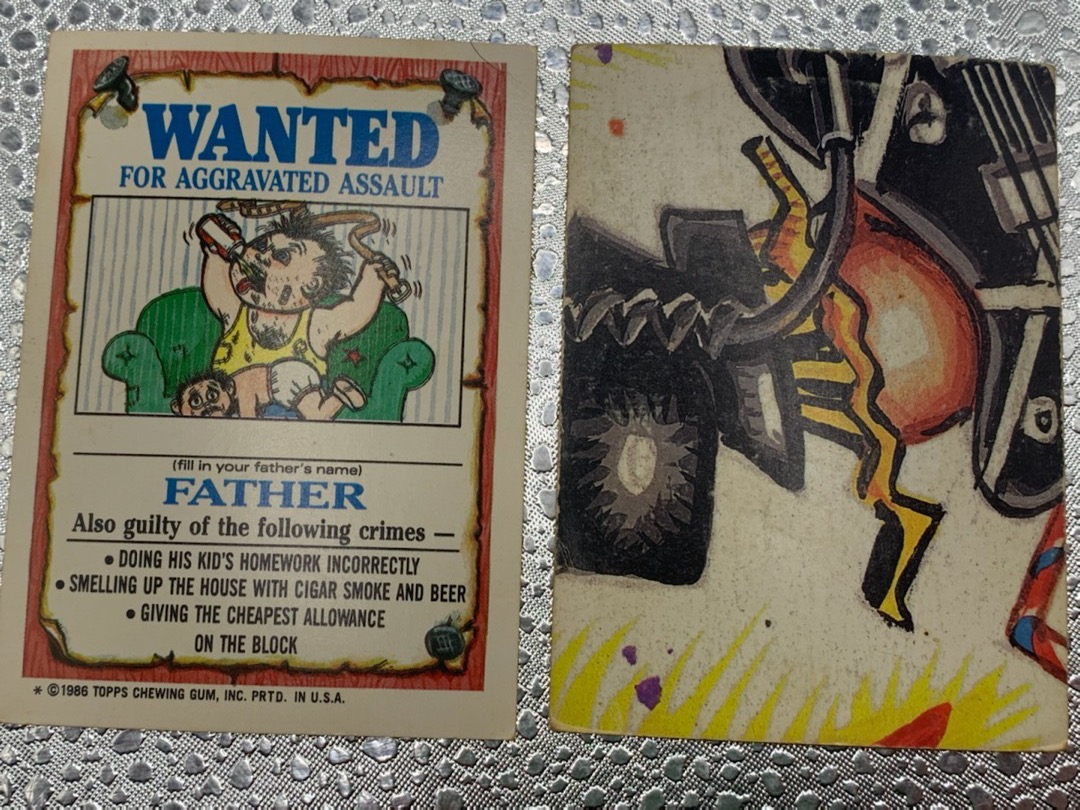 WANTED
FOR AGGRAVATED ASSAULT
(fill in your father's name)
FATHER
Also guilty of the following crimes —
• DOING HIS KID'S HOMEWORK INCORRECTLY
• SMELLING UP THE HOUSE WITH CIGAR SMOKE AND BEER
• GIVING THE CHEAPEST ALLOWANCE
ON THE BLOCK
* ©1986 TOPPS CHEWING GUM, INC. PRTD. IN U.S.A.